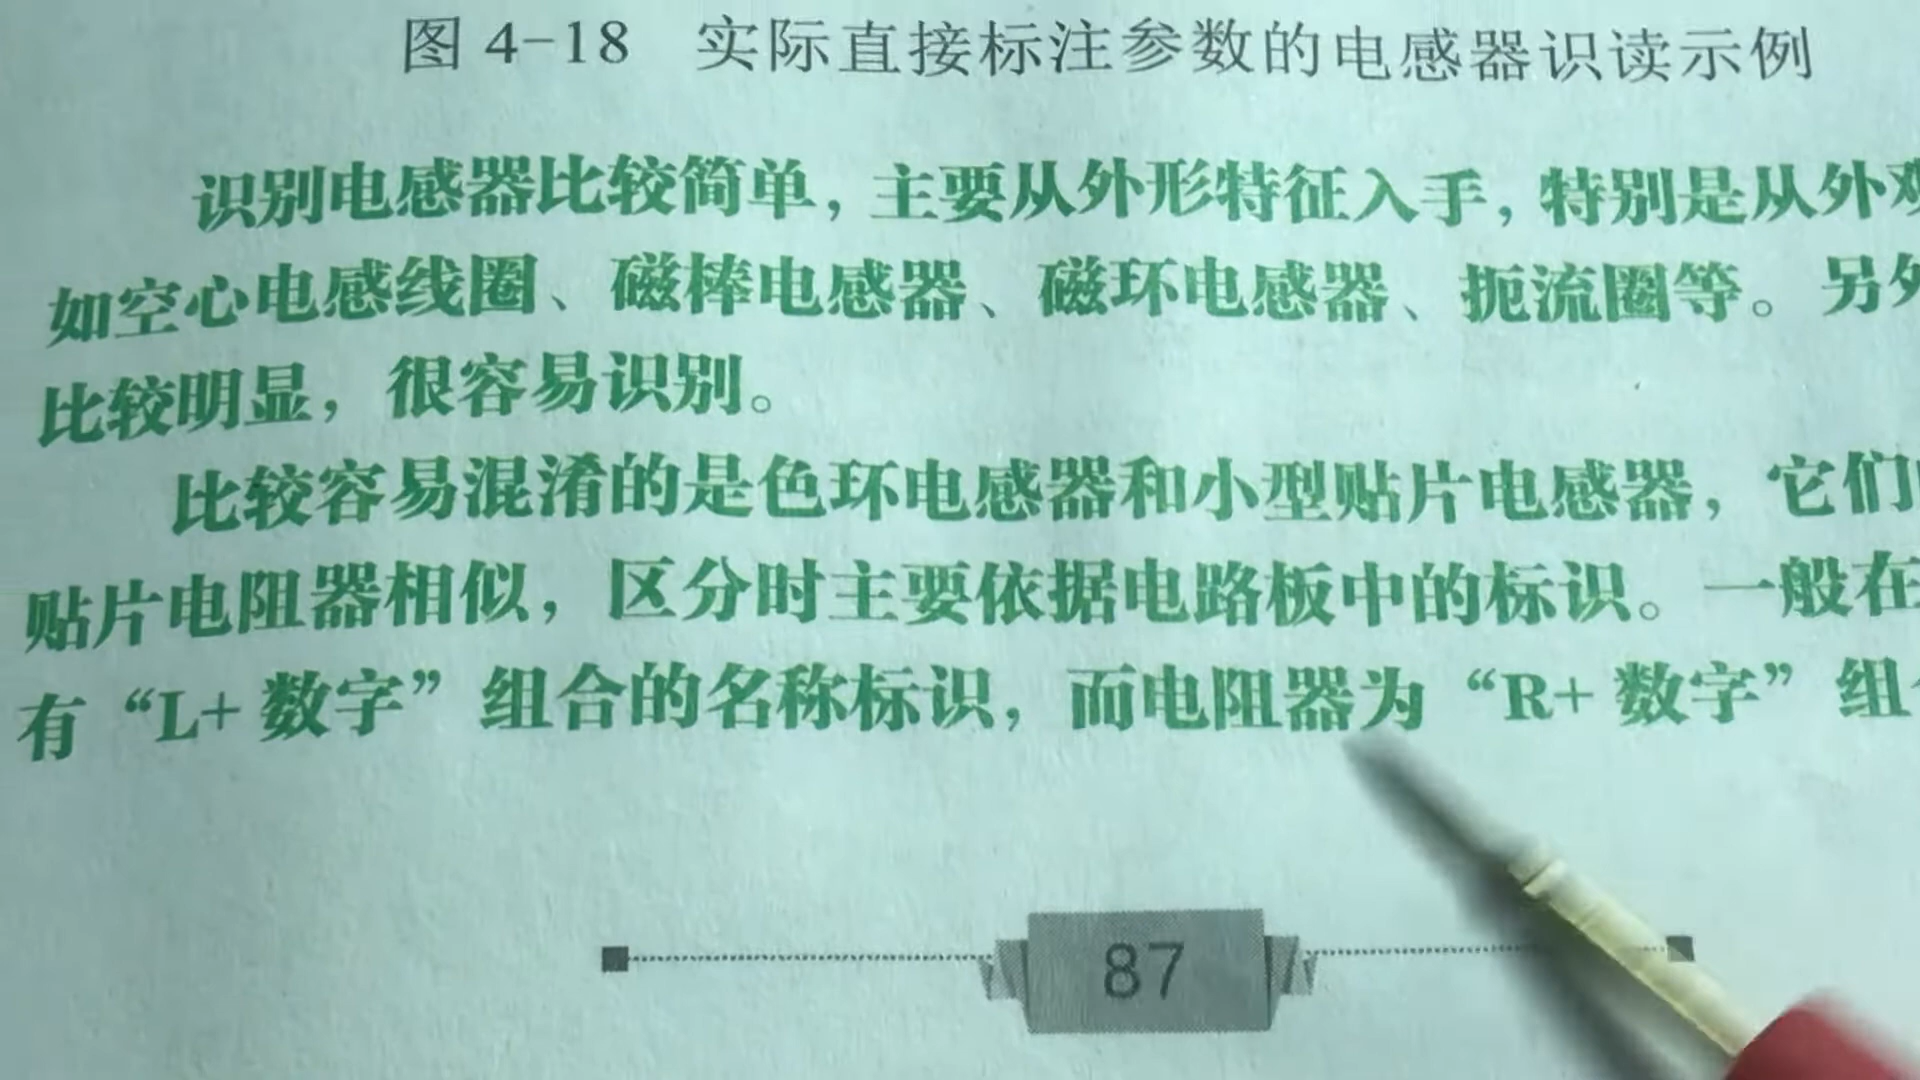 图 4-18 实际直接标注参数的电感器识读示例
识别电感器比较简单，主要从外形特征入手，特别是从外
如空心电感线圈、磁棒电感器、磁环电感器、扼流圈等。另
比较明显，很容易识别。
比较容易混淆的是色环电感器和小型贴片电感器，它们
贴片电阻器相似，区分时主要依据电路板中的标识。一般在
有“L+ 数字”组合的名称标识，而电阻器为“R+ 数字”组
87